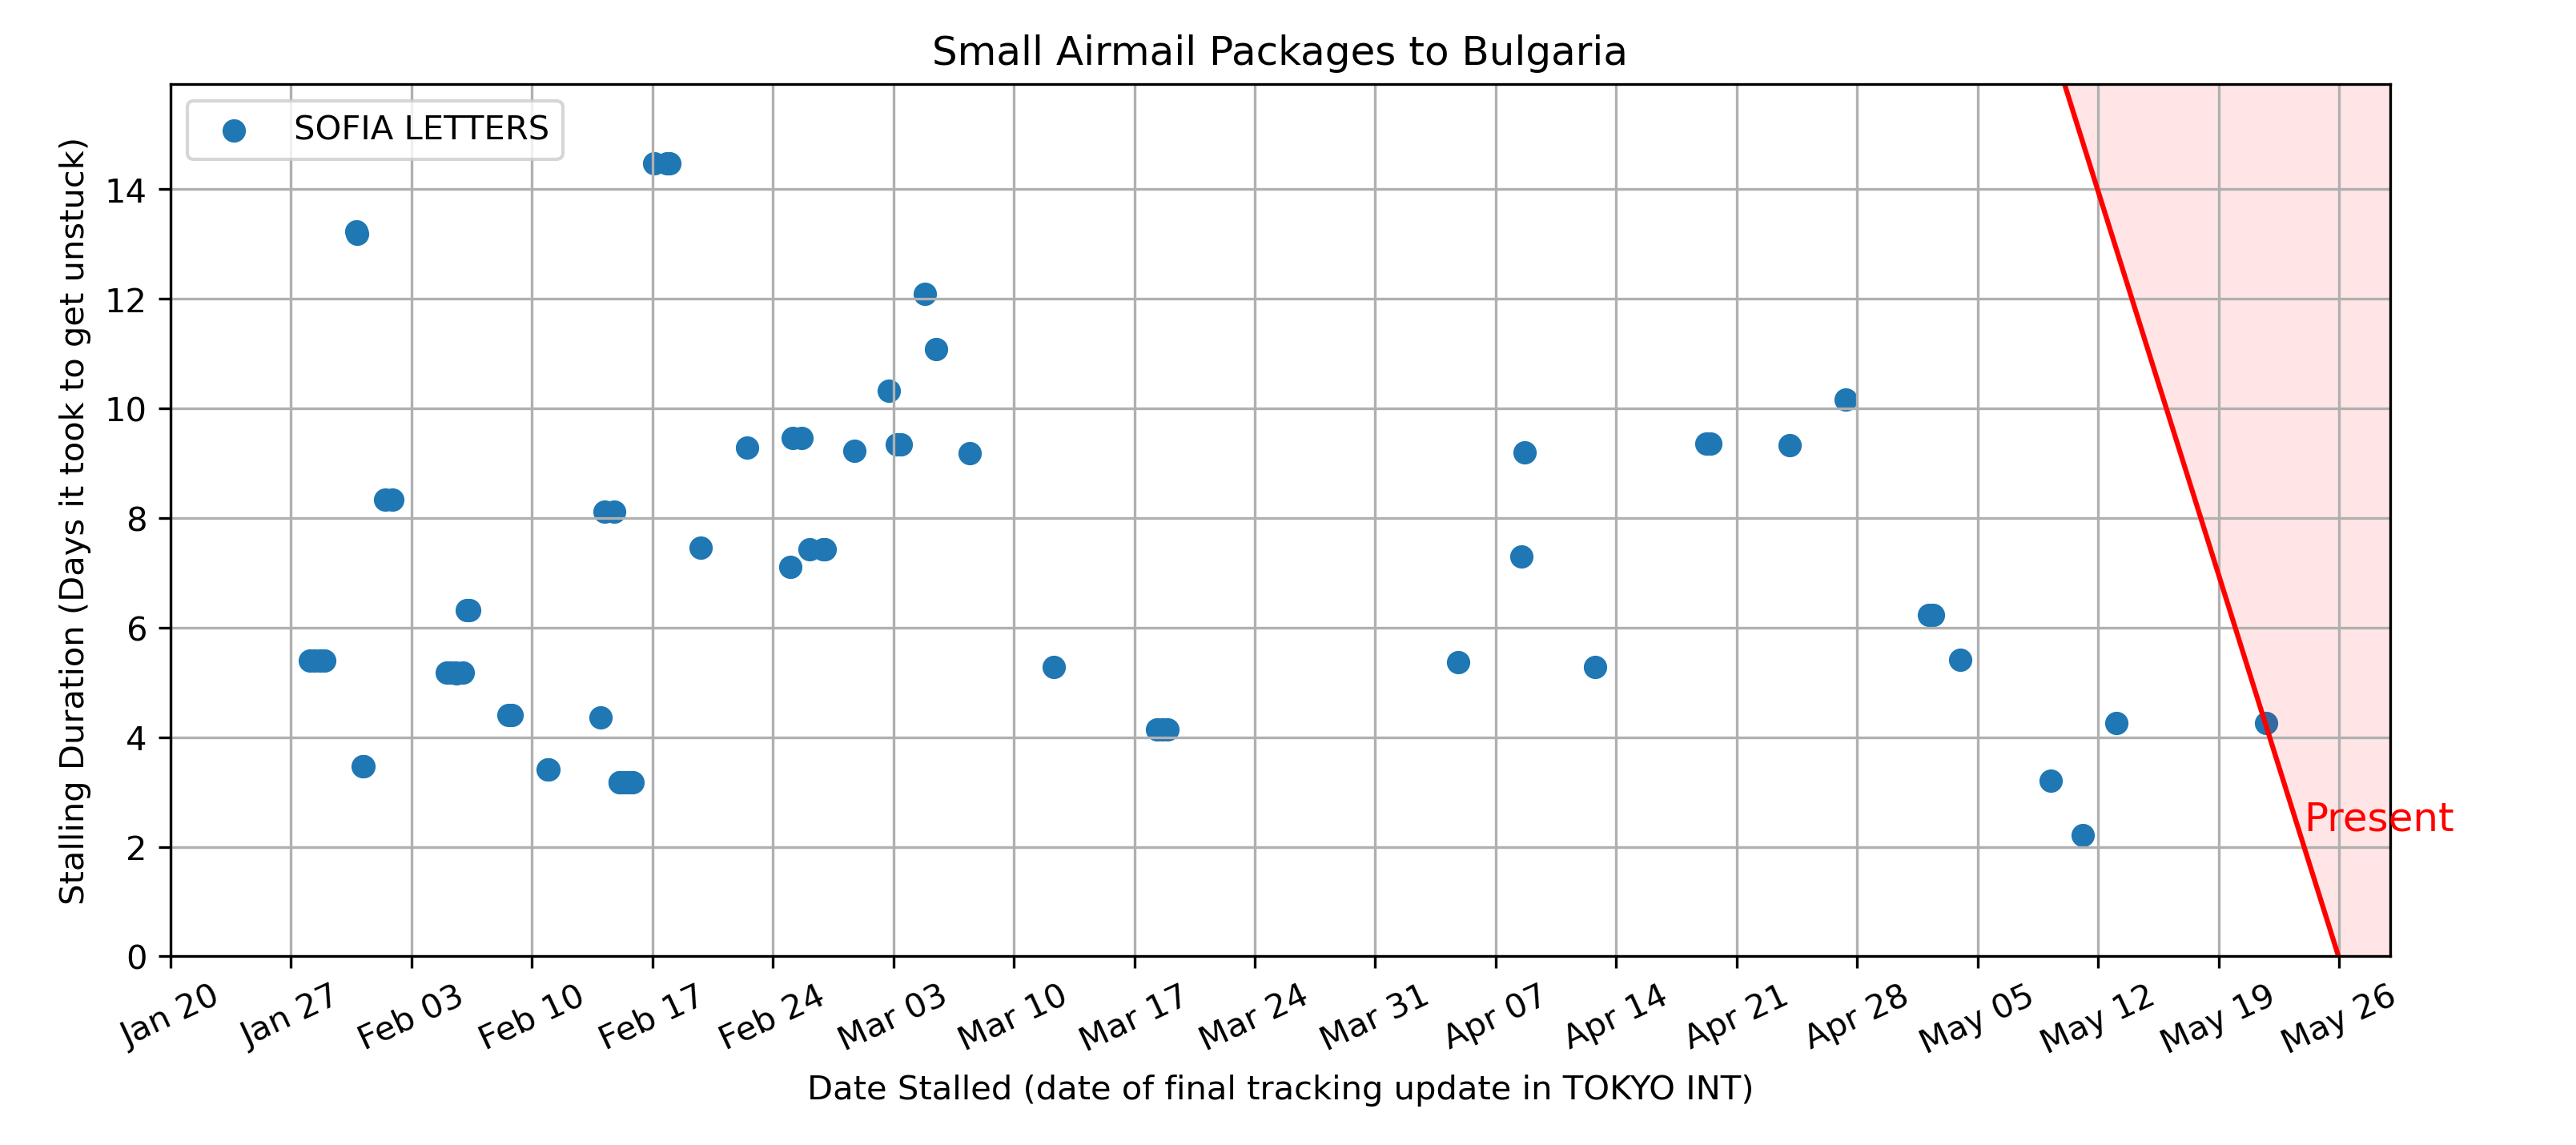 Small Airmail Packages to Bulgaria
SOFIA LETTERS
Stalling Duration (Days it took to get unstuck)
14
12
10
8
6
4
2
0
Present
Jan 20
Jan 27
Feb 03
Feb 10
Feb 17
Feb 24
Mar 03
Mar 10
Mar 17
Mar 24
Mar 31
Apr 07
Apr 14
Apr 21
Apr 28
May 05
May 12
May 19
May 26
Date Stalled (date of final tracking update in TOKYO INT)